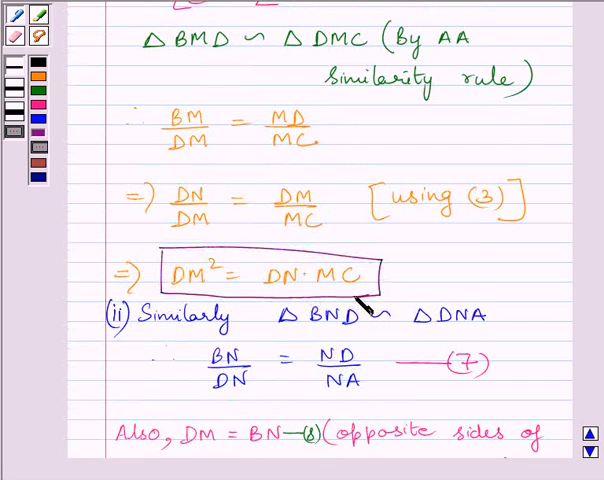 △BMD ∽ △DMC (By AA
Similarity rule)
∴ BM/DM = MD/MC
=) DN/DM = DM/MC [using (3)]
=) DM² = DN·MC
(ii) Similarly △BND ∽ △DNA
∴ BN/DN = ND/NA —(7)
Also, DM = BN—(8) (opposite sides of